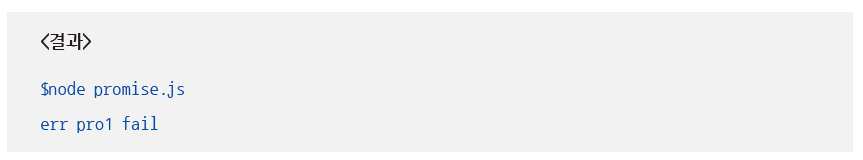 <결과>
$node promise.js
err pro1 fail